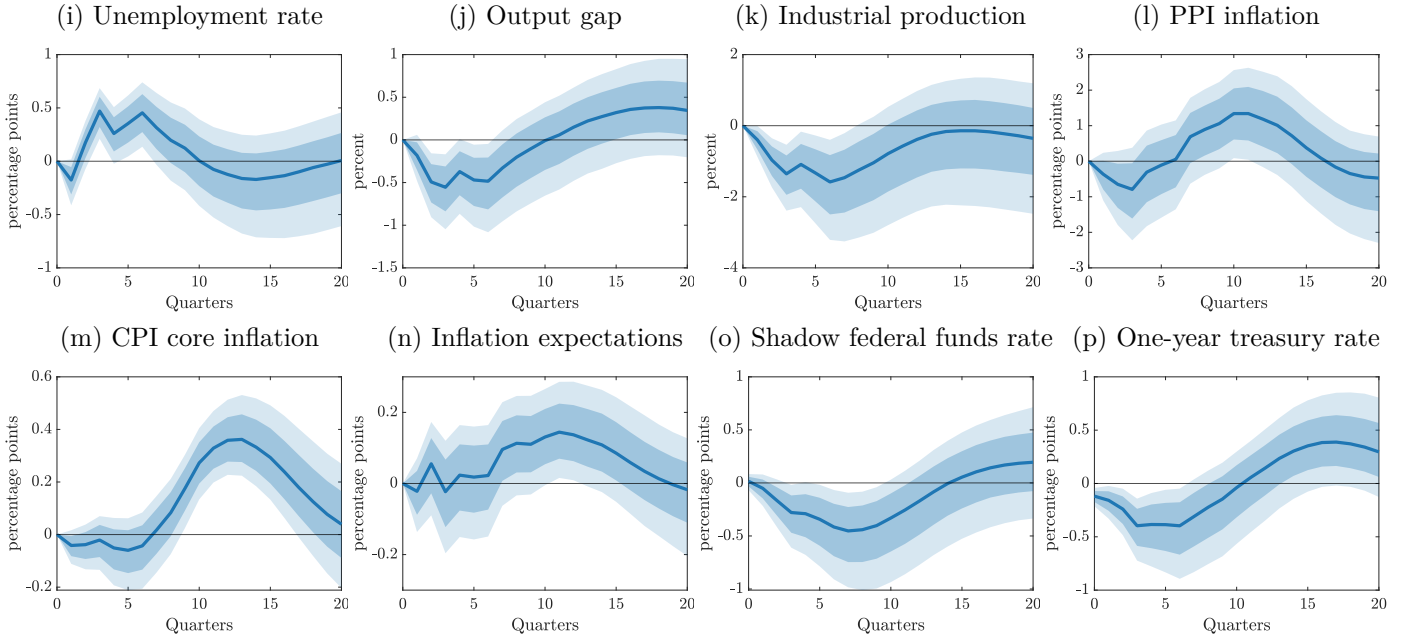 (i) Unemployment rate
(j) Output gap
(k) Industrial production
(l) PPI inflation
percentage points
1
0.5
0
-0.5
-1
0 5 10 15 20
Quarters
percent
1
0.5
0
-0.5
-1
-1.5
0 5 10 15 20
Quarters
percent
2
0
-2
-4
0 5 10 15 20
Quarters
percentage points
3
2
1
0
-1
-2
-3
0 5 10 15 20
Quarters
(m) CPI core inflation
(n) Inflation expectations
(o) Shadow federal funds rate
(p) One-year treasury rate
percentage points
0.6
0.4
0.2
0
-0.2
0 5 10 15 20
Quarters
percentage points
0.2
0
-0.2
0 5 10 15 20
Quarters
percentage points
1
0.5
0
-0.5
-1
0 5 10 15 20
Quarters
percentage points
1
0.5
0
-0.5
-1
0 5 10 15 20
Quarters